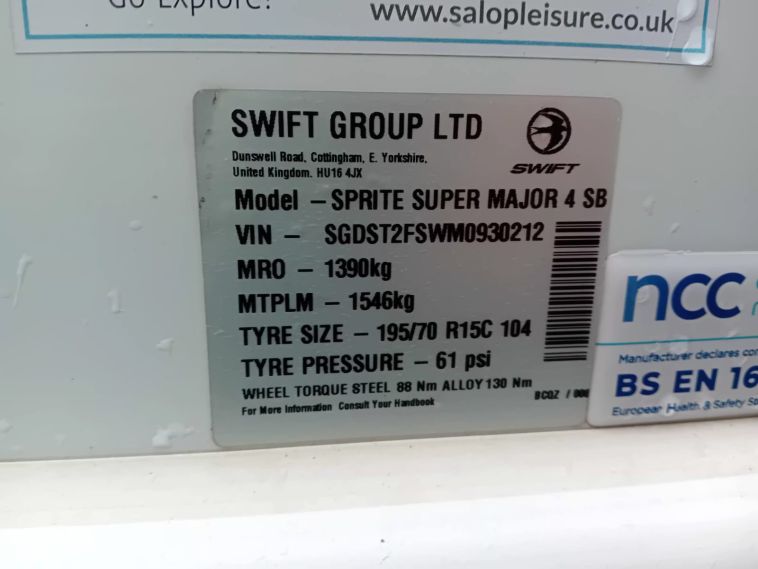 Go Explore!
www.salopleisure.co.uk
SWIFT GROUP LTD
SWIFT
Dunswell Road, Cottingham, E. Yorkshire,
United Kingdom. HU16 4JX
Model – SPRITE SUPER MAJOR 4 SB
VIN – SGDST2FSWM0930212
MRO – 1390kg
MTPLM – 1546kg
TYRE SIZE – 195/70 R15C 104
TYRE PRESSURE – 61 psi
WHEEL TORQUE STEEL 88 Nm ALLOY 130 Nm
For More Information Consult Your Handbook
BCQZ /
ncc
Manufacturer declares
BS EN 16
European Health & Safety